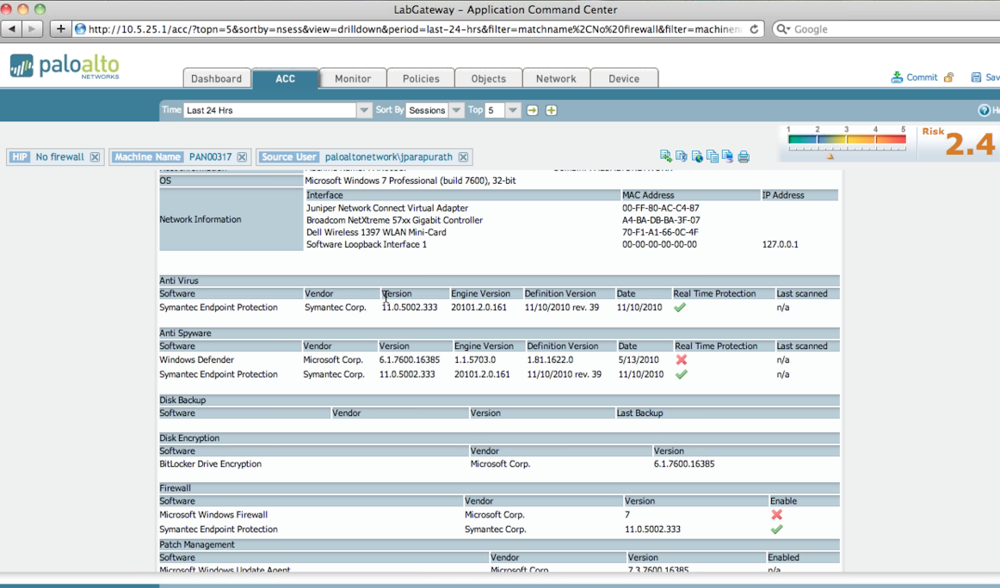 LabGateway – Application Command Center
http://10.5.25.1/acc/?topn=5&sortby=nsess&view=drilldown&period=last-24-hrs&filter=matchname%2CNo%20firewall&filter=machinen
Google
paloalto
NETWORKS
Dashboard ACC Monitor Policies Objects Network Device
Commit Sav
Time Last 24 Hrs Sort By Sessions Top 5
He
1 2 3 4 5
Risk 2.4
HIP No firewall Machine Name PAN00317 Source User paloaltonetwork\jparapurath
OS Microsoft Windows 7 Professional (build 7600), 32-bit
Interface MAC Address IP Address
Juniper Network Connect Virtual Adapter 00-FF-80-AC-C4-87
Network Information Broadcom NetXtreme 57xx Gigabit Controller A4-BA-DB-BA-3F-07
Dell Wireless 1397 WLAN Mini-Card 70-F1-A1-66-0C-4F
Software Loopback Interface 1 00-00-00-00-00-00 127.0.0.1
Anti Virus
Software Vendor Version Engine Version Definition Version Date Real Time Protection Last scanned
Symantec Endpoint Protection Symantec Corp. 11.0.5002.333 20101.2.0.161 11/10/2010 rev. 39 11/10/2010 n/a
Anti Spyware
Software Vendor Version Engine Version Definition Version Date Real Time Protection Last scanned
Windows Defender Microsoft Corp. 6.1.7600.16385 1.1.5703.0 1.81.1622.0 5/13/2010 n/a
Symantec Endpoint Protection Symantec Corp. 11.0.5002.333 20101.2.0.161 11/10/2010 rev. 39 11/10/2010 n/a
Disk Backup
Software Vendor Version Last Backup
Disk Encryption
Software Vendor Version
BitLocker Drive Encryption Microsoft Corp. 6.1.7600.16385
Firewall
Software Vendor Version Enable
Microsoft Windows Firewall Microsoft Corp. 7
Symantec Endpoint Protection Symantec Corp. 11.0.5002.333
Patch Management
Software Vendor Version Enabled
Microsoft Windows Update Agent Microsoft Corp. 7.3.7600.16385 n/a